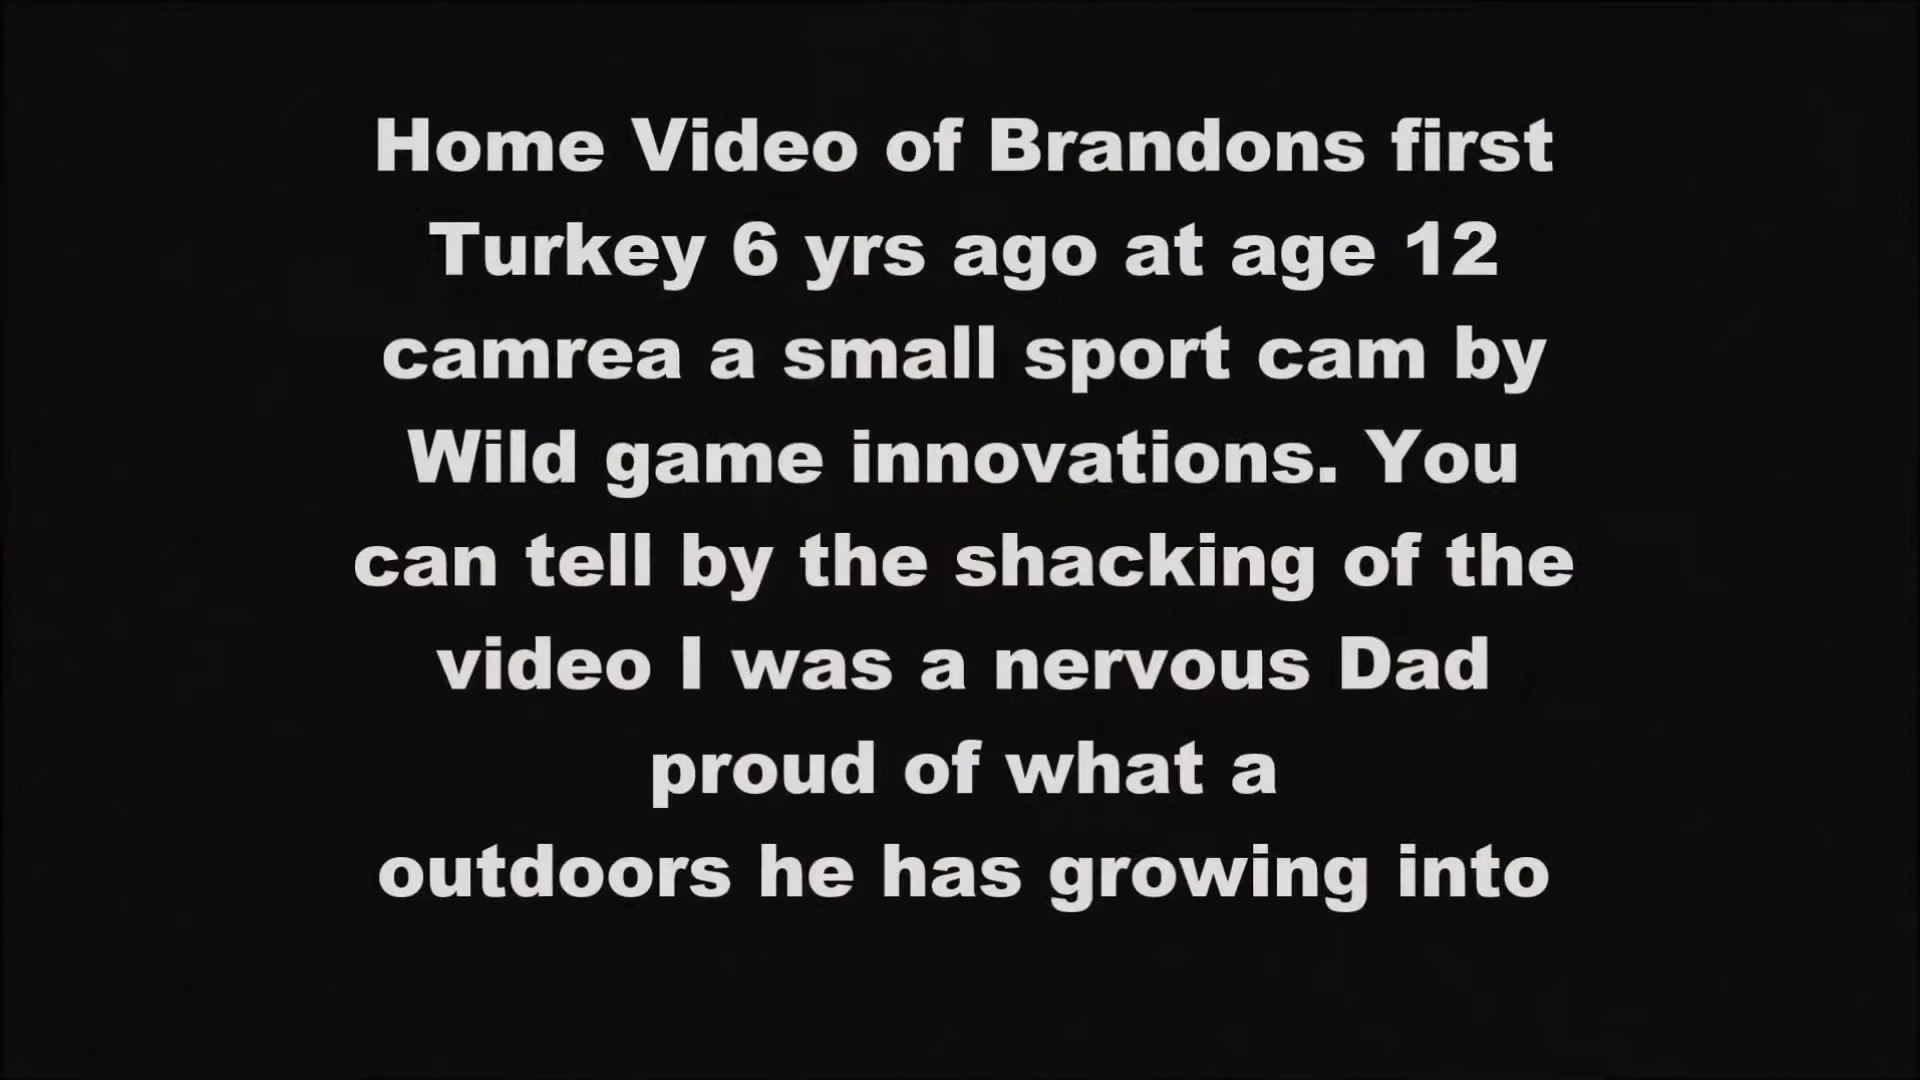 Home Video of Brandons first
Turkey 6 yrs ago at age 12
camrea a small sport cam by
Wild game innovations. You
can tell by the shacking of the
video I was a nervous Dad
proud of what a
outdoors he has growing into